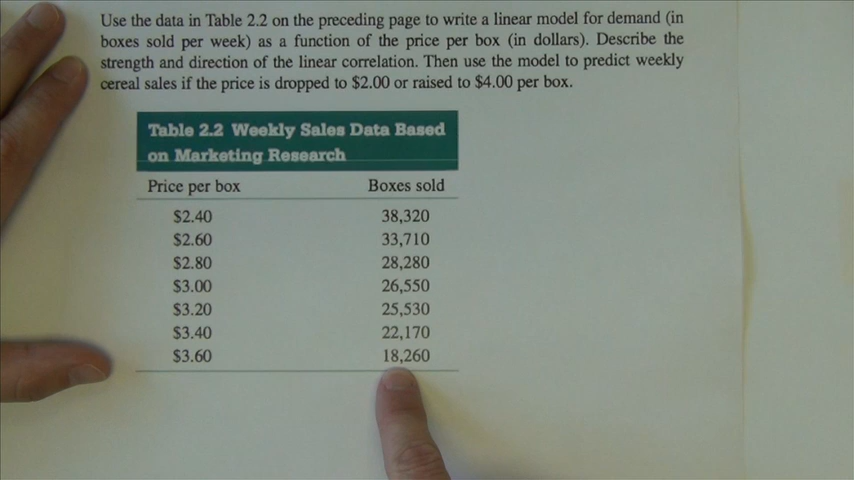 Use the data in Table 2.2 on the preceding page to write a linear model for demand (in
boxes sold per week) as a function of the price per box (in dollars). Describe the
strength and direction of the linear correlation. Then use the model to predict weekly
cereal sales if the price is dropped to $2.00 or raised to $4.00 per box.
Table 2.2 Weekly Sales Data Based
on Marketing Research
Price per box Boxes sold
$2.40 38,320
$2.60 33,710
$2.80 28,280
$3.00 26,550
$3.20 25,530
$3.40 22,170
$3.60 18,260